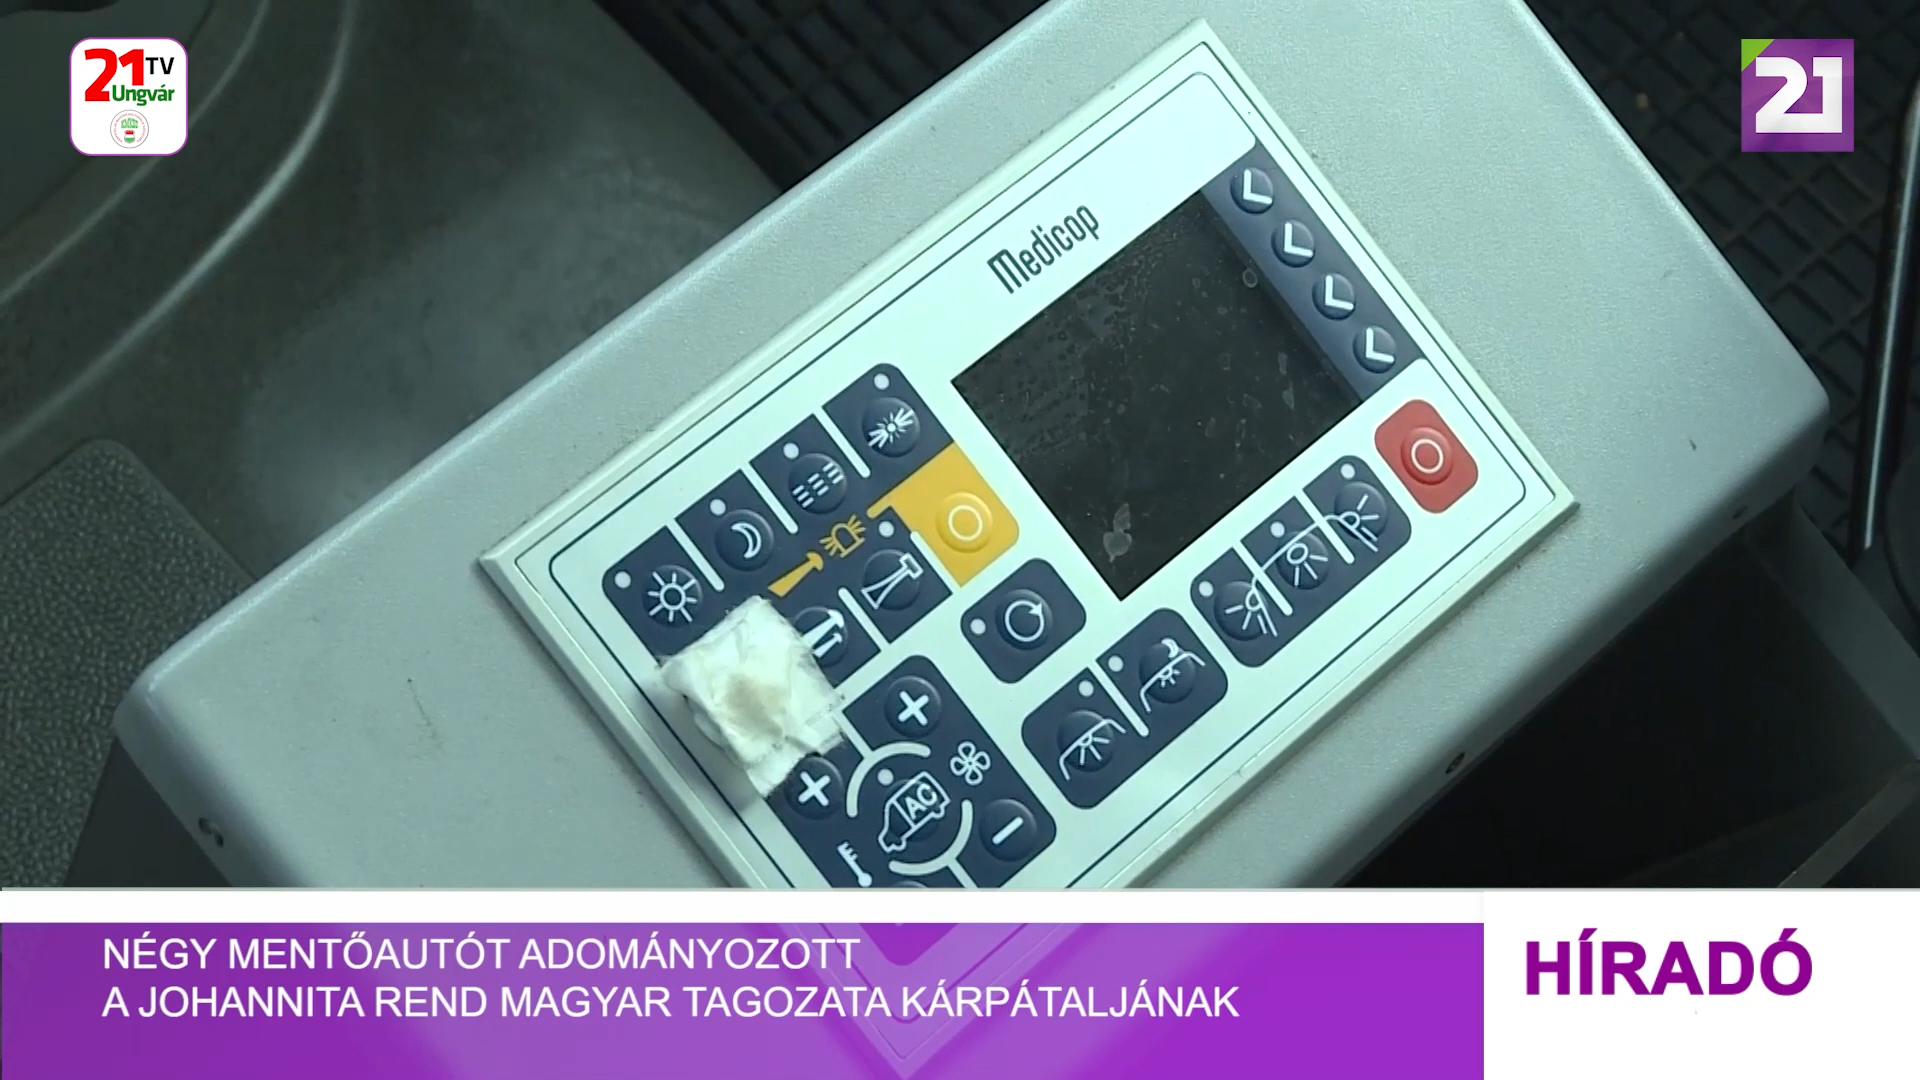 21 TV
Ungvár
21
Medicop
AC
NÉGY MENTŐAUTÓT ADOMÁNYOZOTT
A JOHANNITA REND MAGYAR TAGOZATA KÁRPÁTALJÁNAK
HÍRADÓ